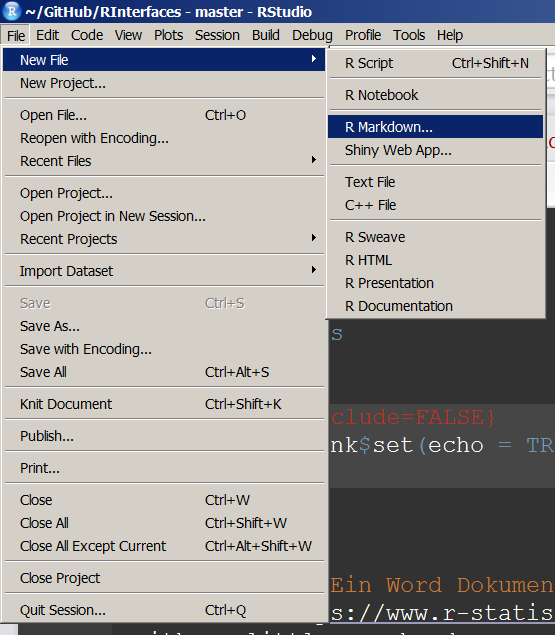 ~/GitHub/RInterfaces - master - RStudio
File Edit Code View Plots Session Build Debug Profile Tools Help
New File
New Project...
Open File... Ctrl+O
Reopen with Encoding...
Recent Files
Open Project...
Open Project in New Session...
Recent Projects
Import Dataset
Save Ctrl+S
Save As...
Save with Encoding...
Save All Ctrl+Alt+S
Knit Document Ctrl+Shift+K
Publish...
Print...
Close Ctrl+W
Close All Ctrl+Shift+W
Close All Except Current Ctrl+Alt+Shift+W
Close Project
Quit Session... Ctrl+Q
R Script Ctrl+Shift+N
R Notebook
R Markdown...
Shiny Web App...
Text File
C++ File
R Sweave
R HTML
R Presentation
R Documentation
s
clude=FALSE}
nk$set(echo = TR
Ein Word Dokumen
s://www.r-statis